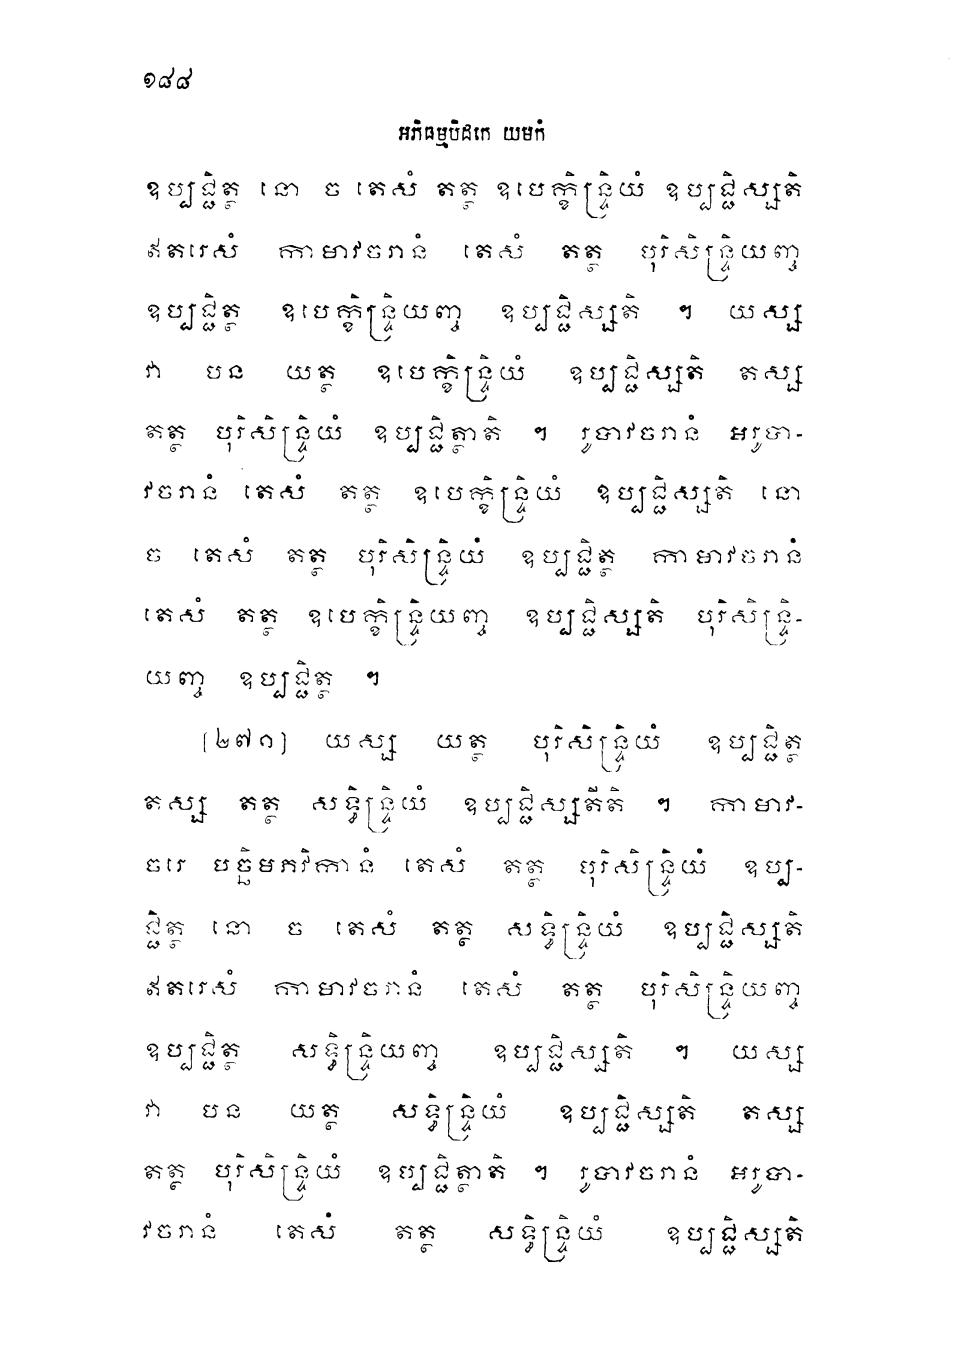 ១៨៨
អភិធម្មបិដកេ យមកំ
ឧប្បជ្ជិត្ថ នោ ច តេសំ តត្ថ ឧបេក្ខិន្ទ្រិយំ ឧប្បជ្ជិស្សតិ
ឥតរេសំ កាមាវចរានំ តេសំ តត្ថ បុរិសិន្ទ្រិយញ្ច
ឧប្បជ្ជិត្ថ ឧបេក្ខិន្ទ្រិយញ្ច ឧប្បជ្ជិស្សតិ ។ យស្ស
វា បន យត្ថ ឧបេក្ខិន្ទ្រិយំ ឧប្បជ្ជិស្សតិ តស្ស
តត្ថ បុរិសិន្ទ្រិយំ ឧប្បជ្ជិត្ថាតិ ។ រូបាវចរានំ អរូបា-
វចរានំ តេសំ តត្ថ ឧបេក្ខិន្ទ្រិយំ ឧប្បជ្ជិស្សតិ នោ
ច តេសំ តត្ថ បុរិសិន្ទ្រិយំ ឧប្បជ្ជិត្ថ កាមាវចរានំ
តេសំ តត្ថ ឧបេក្ខិន្ទ្រិយញ្ច ឧប្បជ្ជិស្សតិ បុរិសិន្ទ្រិ-
យញ្ច ឧប្បជ្ជិត្ថ ។
[២៧១] យស្ស យត្ថ បុរិសិន្ទ្រិយំ ឧប្បជ្ជិត្ថ
តស្ស តត្ថ សទ្ធិន្ទ្រិយំ ឧប្បជ្ជិស្សតីតិ ។ កាមាវ-
ចរេ បច្ឆិមភវិកានំ តេសំ តត្ថ បុរិសិន្ទ្រិយំ ឧប្ប-
ជ្ជិត្ថ នោ ច តេសំ តត្ថ សទ្ធិន្ទ្រិយំ ឧប្បជ្ជិស្សតិ
ឥតរេសំ កាមាវចរានំ តេសំ តត្ថ បុរិសិន្ទ្រិយញ្ច
ឧប្បជ្ជិត្ថ សទ្ធិន្ទ្រិយញ្ច ឧប្បជ្ជិស្សតិ ។ យស្ស
វា បន យត្ថ សទ្ធិន្ទ្រិយំ ឧប្បជ្ជិស្សតិ តស្ស
តត្ថ បុរិសិន្ទ្រិយំ ឧប្បជ្ជិត្ថាតិ ។ រូបាវចរានំ អរូបា-
វចរានំ តេសំ តត្ថ សទ្ធិន្ទ្រិយំ ឧប្បជ្ជិស្សតិ